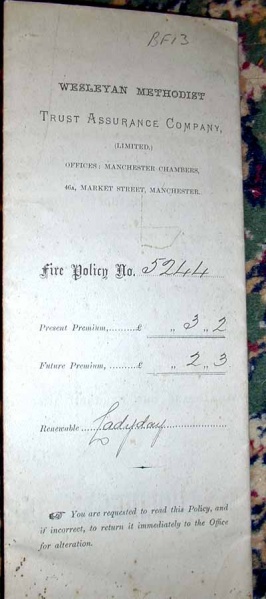 BF13
WESLEYAN METHODIST
TRUST ASSURANCE COMPANY,
(LIMITED.)
OFFICES: MANCHESTER CHAMBERS,
46A, MARKET STREET, MANCHESTER.
Fire Policy No. 5244
Present Premium,.........£ " 3 " 2
Future Premium, .........£ " 2 " 3
Renewable ....Ladyday....................
☞ You are requested to read this Policy, and
if incorrect, to return it immediately to the Office
for alteration.